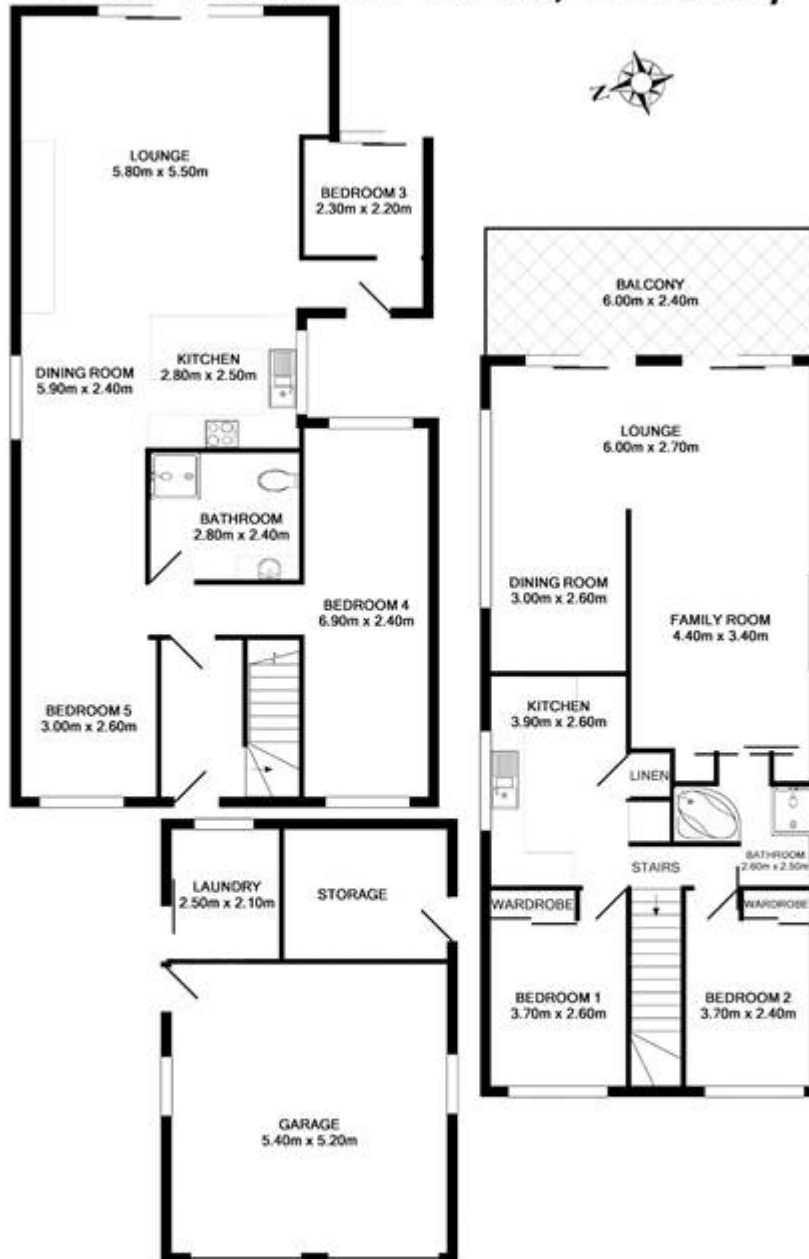 LOUNGE
5.80m x 5.50m
BEDROOM 3
2.30m x 2.20m
DINING ROOM
5.90m x 2.40m
KITCHEN
2.80m x 2.50m
BATHROOM
2.80m x 2.40m
BEDROOM 4
6.90m x 2.40m
BEDROOM 5
3.00m x 2.60m
LAUNDRY
2.50m x 2.10m
STORAGE
GARAGE
5.40m x 5.20m
N
BALCONY
6.00m x 2.40m
LOUNGE
6.00m x 2.70m
DINING ROOM
3.00m x 2.60m
FAMILY ROOM
4.40m x 3.40m
KITCHEN
3.90m x 2.60m
LINEN
BATHROOM
2.60m x 2.50m
STAIRS
WARDROBE
WARDROBE
BEDROOM 1
3.70m x 2.60m
BEDROOM 2
3.70m x 2.40m